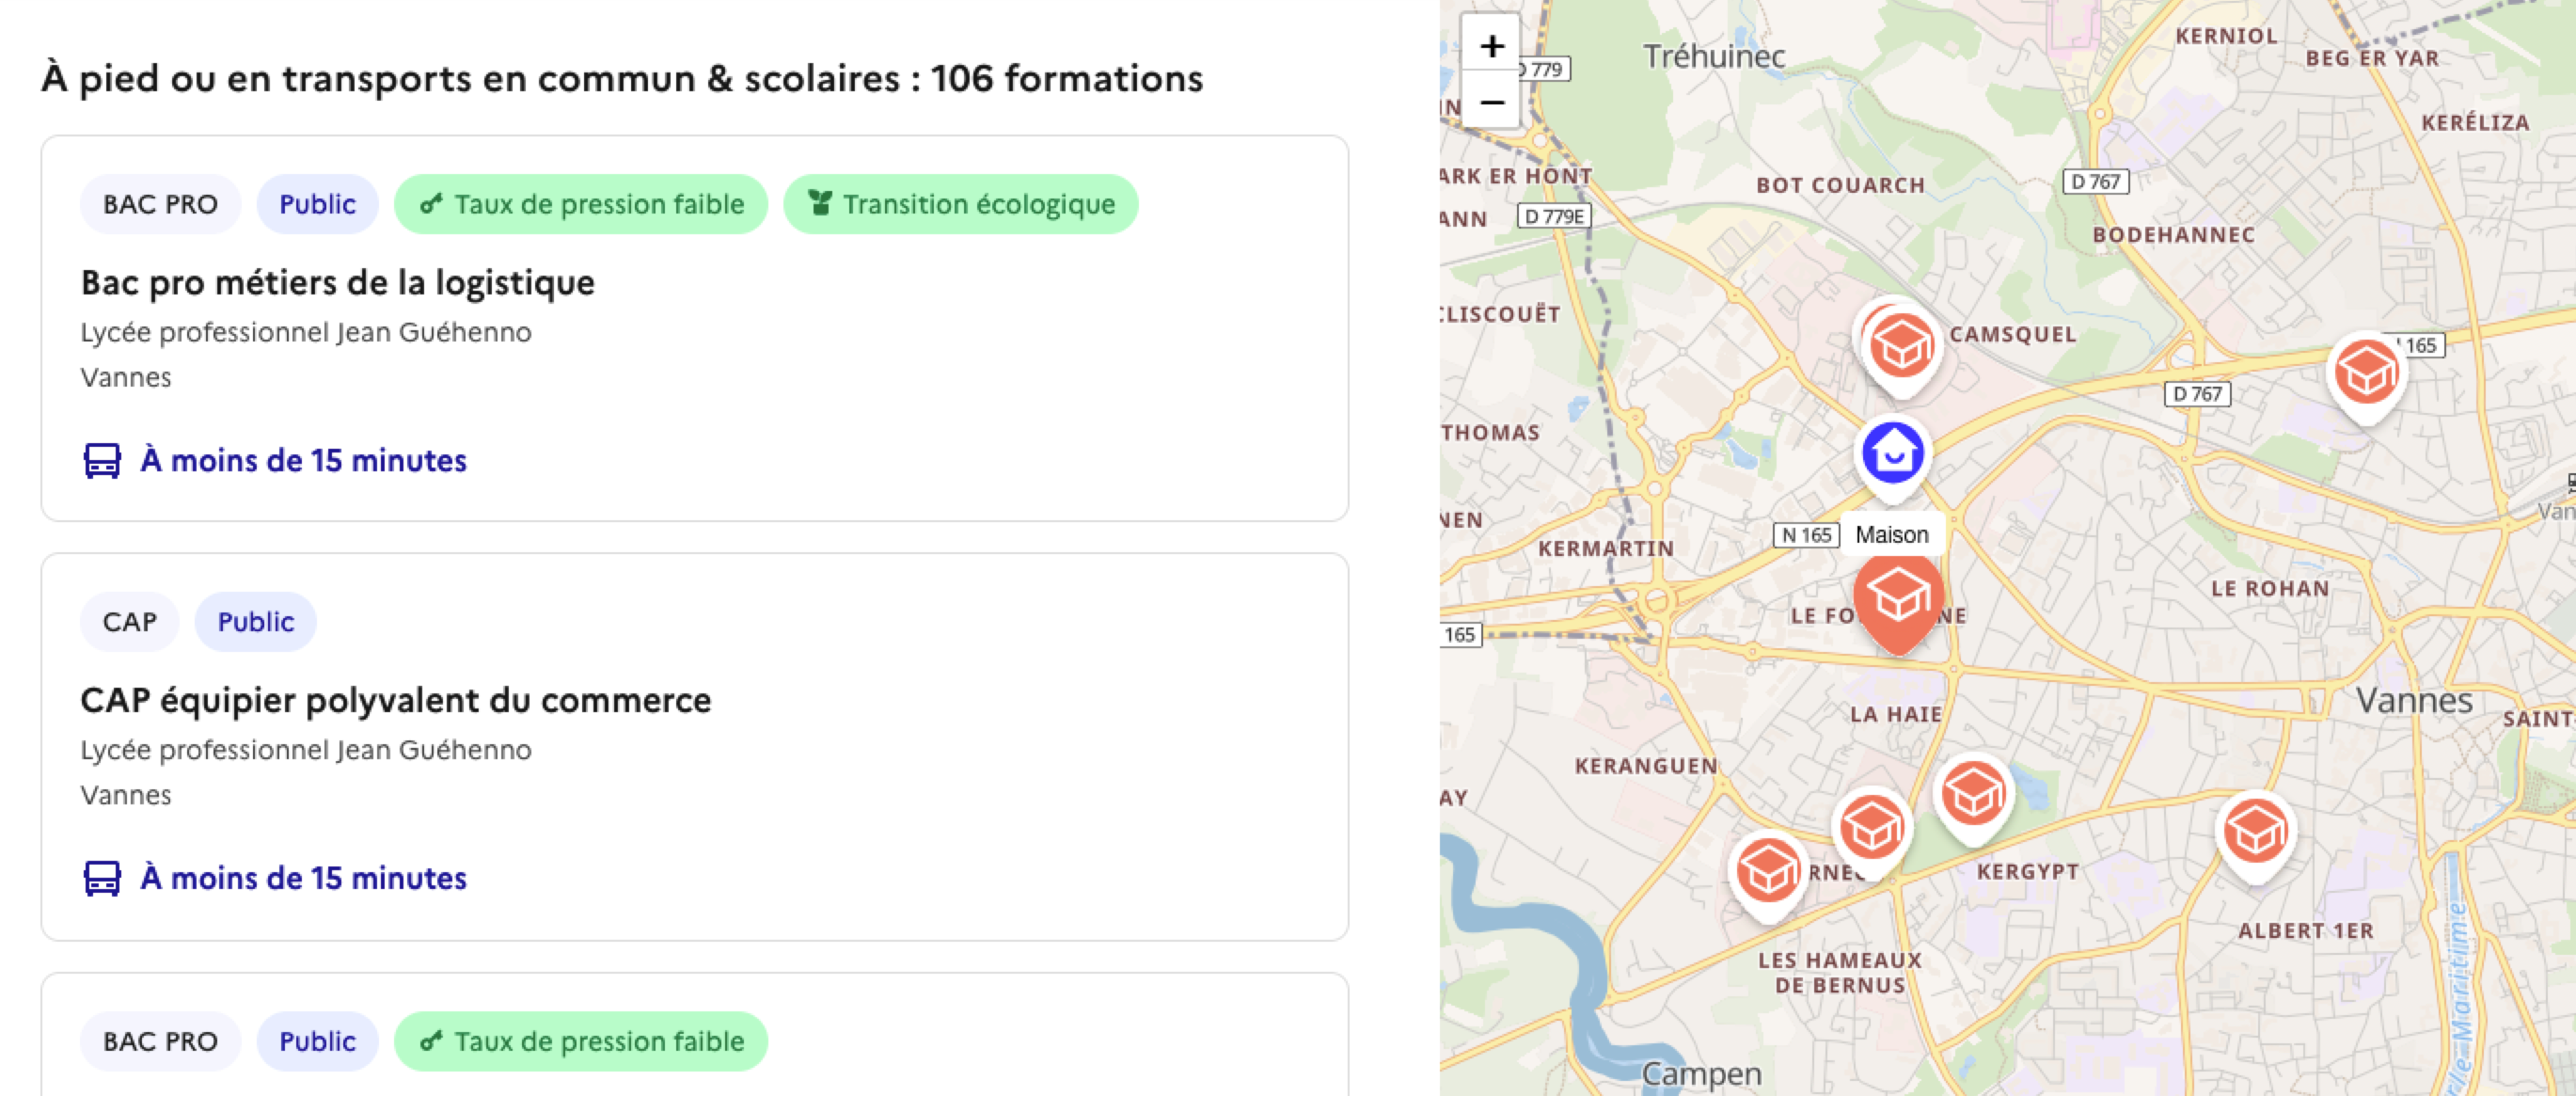 À pied ou en transports en commun & scolaires : 106 formations
BAC PRO
Public
Taux de pression faible
Transition écologique
Bac pro métiers de la logistique
Lycée professionnel Jean Guéhenno
Vannes
À moins de 15 minutes
CAP
Public
CAP équipier polyvalent du commerce
Lycée professionnel Jean Guéhenno
Vannes
À moins de 15 minutes
BAC PRO
Public
Taux de pression faible
+
−
D 779
Tréhuinec
KERNIOL
BEG ER YAR
KERÉLIZA
ARK ER HONT
BOT COUARCH
D 767
ANN
D 779E
BODEHANNEC
CLISCOUËT
CAMSQUEL
165
D 767
THOMAS
NEN
N 165
Maison
KERMARTIN
Van
LE ROHAN
165
LE FO
NE
LA HAIE
Vannes
SAINT
KERANGUEN
AY
RNE
KERGYPT
ALBERT 1ER
LES HAMEAUX
DE BERNUS
Campen
r/e Maritime